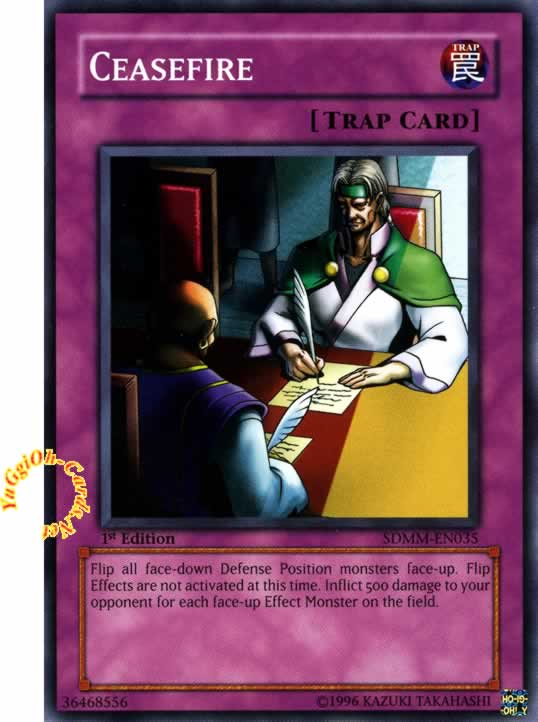 CEASEFIRE
TRAP
罠
[TRAP CARD]
YuGgiOh-Cards.Net
1st Edition
SDMM-EN035
Flip all face-down Defense Position monsters face-up. Flip
Effects are not activated at this time. Inflict 500 damage to your
opponent for each face-up Effect Monster on the field.
36468556
©1996 KAZUKI TAKAHASHI